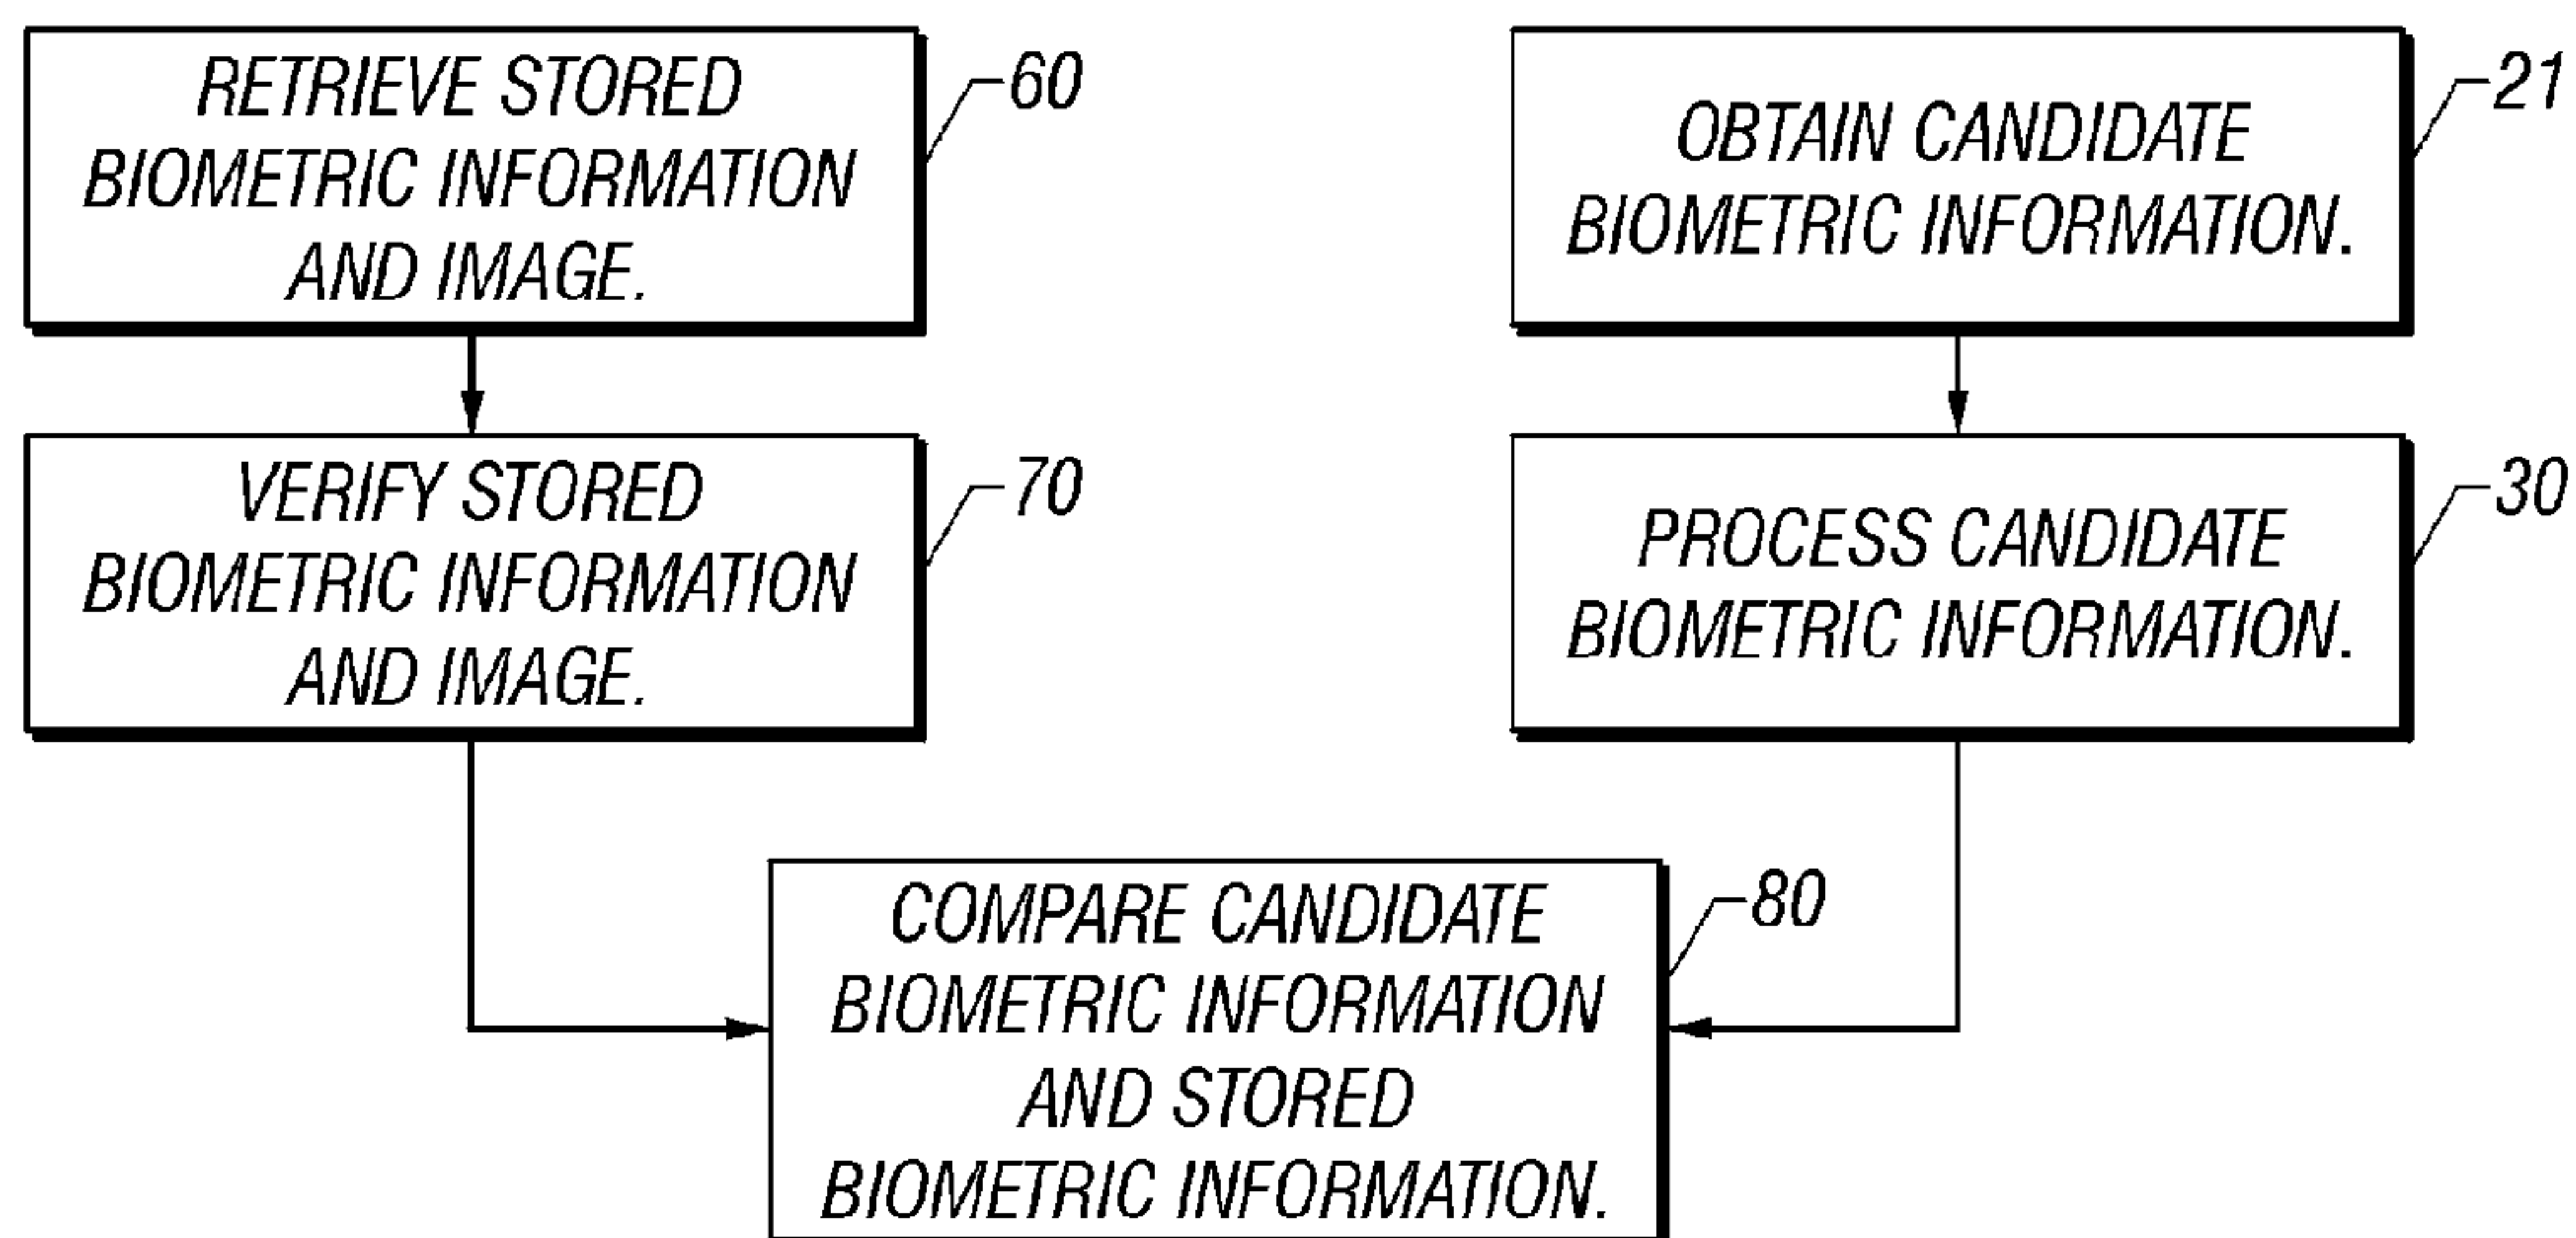 RETRIEVE STORED
BIOMETRIC INFORMATION
AND IMAGE.
60
OBTAIN CANDIDATE
BIOMETRIC INFORMATION.
21
VERIFY STORED
BIOMETRIC INFORMATION
AND IMAGE.
70
PROCESS CANDIDATE
BIOMETRIC INFORMATION.
30
COMPARE CANDIDATE
BIOMETRIC INFORMATION
AND STORED
BIOMETRIC INFORMATION.
80